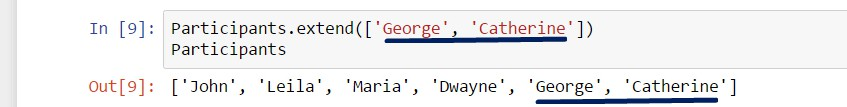 In [9]: Participants.extend(['George', 'Catherine'])
Participants
Out[9]: ['John', 'Leila', 'Maria', 'Dwayne', 'George', 'Catherine']